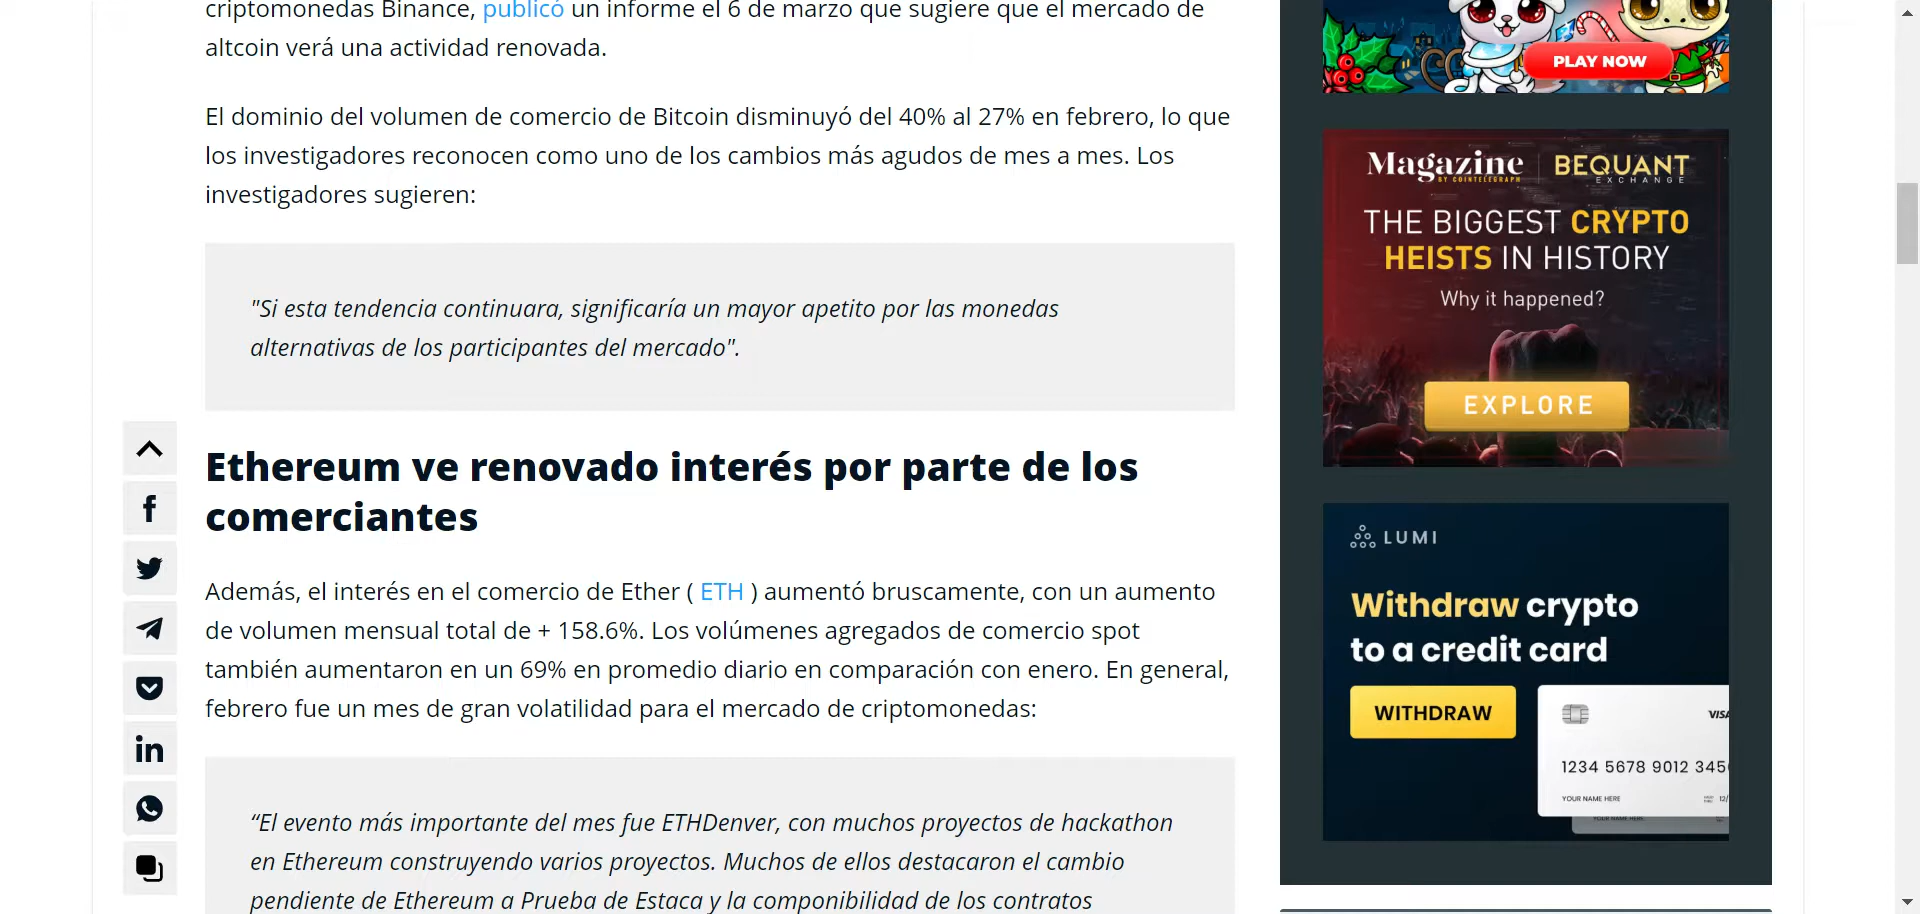 criptomonedas Binance, publicó un informe el 6 de marzo que sugiere que el mercado de
altcoin verá una actividad renovada.
El dominio del volumen de comercio de Bitcoin disminuyó del 40% al 27% en febrero, lo que
los investigadores reconocen como uno de los cambios más agudos de mes a mes. Los
investigadores sugieren:
"Si esta tendencia continuara, significaría un mayor apetito por las monedas
alternativas de los participantes del mercado".
Ethereum ve renovado interés por parte de los
comerciantes
Además, el interés en el comercio de Ether ( ETH ) aumentó bruscamente, con un aumento
de volumen mensual total de + 158.6%. Los volúmenes agregados de comercio spot
también aumentaron en un 69% en promedio diario en comparación con enero. En general,
febrero fue un mes de gran volatilidad para el mercado de criptomonedas:
“El evento más importante del mes fue ETHDenver, con muchos proyectos de hackathon
en Ethereum construyendo varios proyectos. Muchos de ellos destacaron el cambio
pendiente de Ethereum a Prueba de Estaca y la componibilidad de los contratos
PLAY NOW
Magazine BEQUANT
BY COINTELEGRAPH EXCHANGE
THE BIGGEST CRYPTO
HEISTS IN HISTORY
Why it happened?
EXPLORE
LUMI
Withdraw crypto
to a credit card
WITHDRAW
VISA
1234 5678 9012 345
YOUR NAME HERE 12/
YOUR NAME HERE